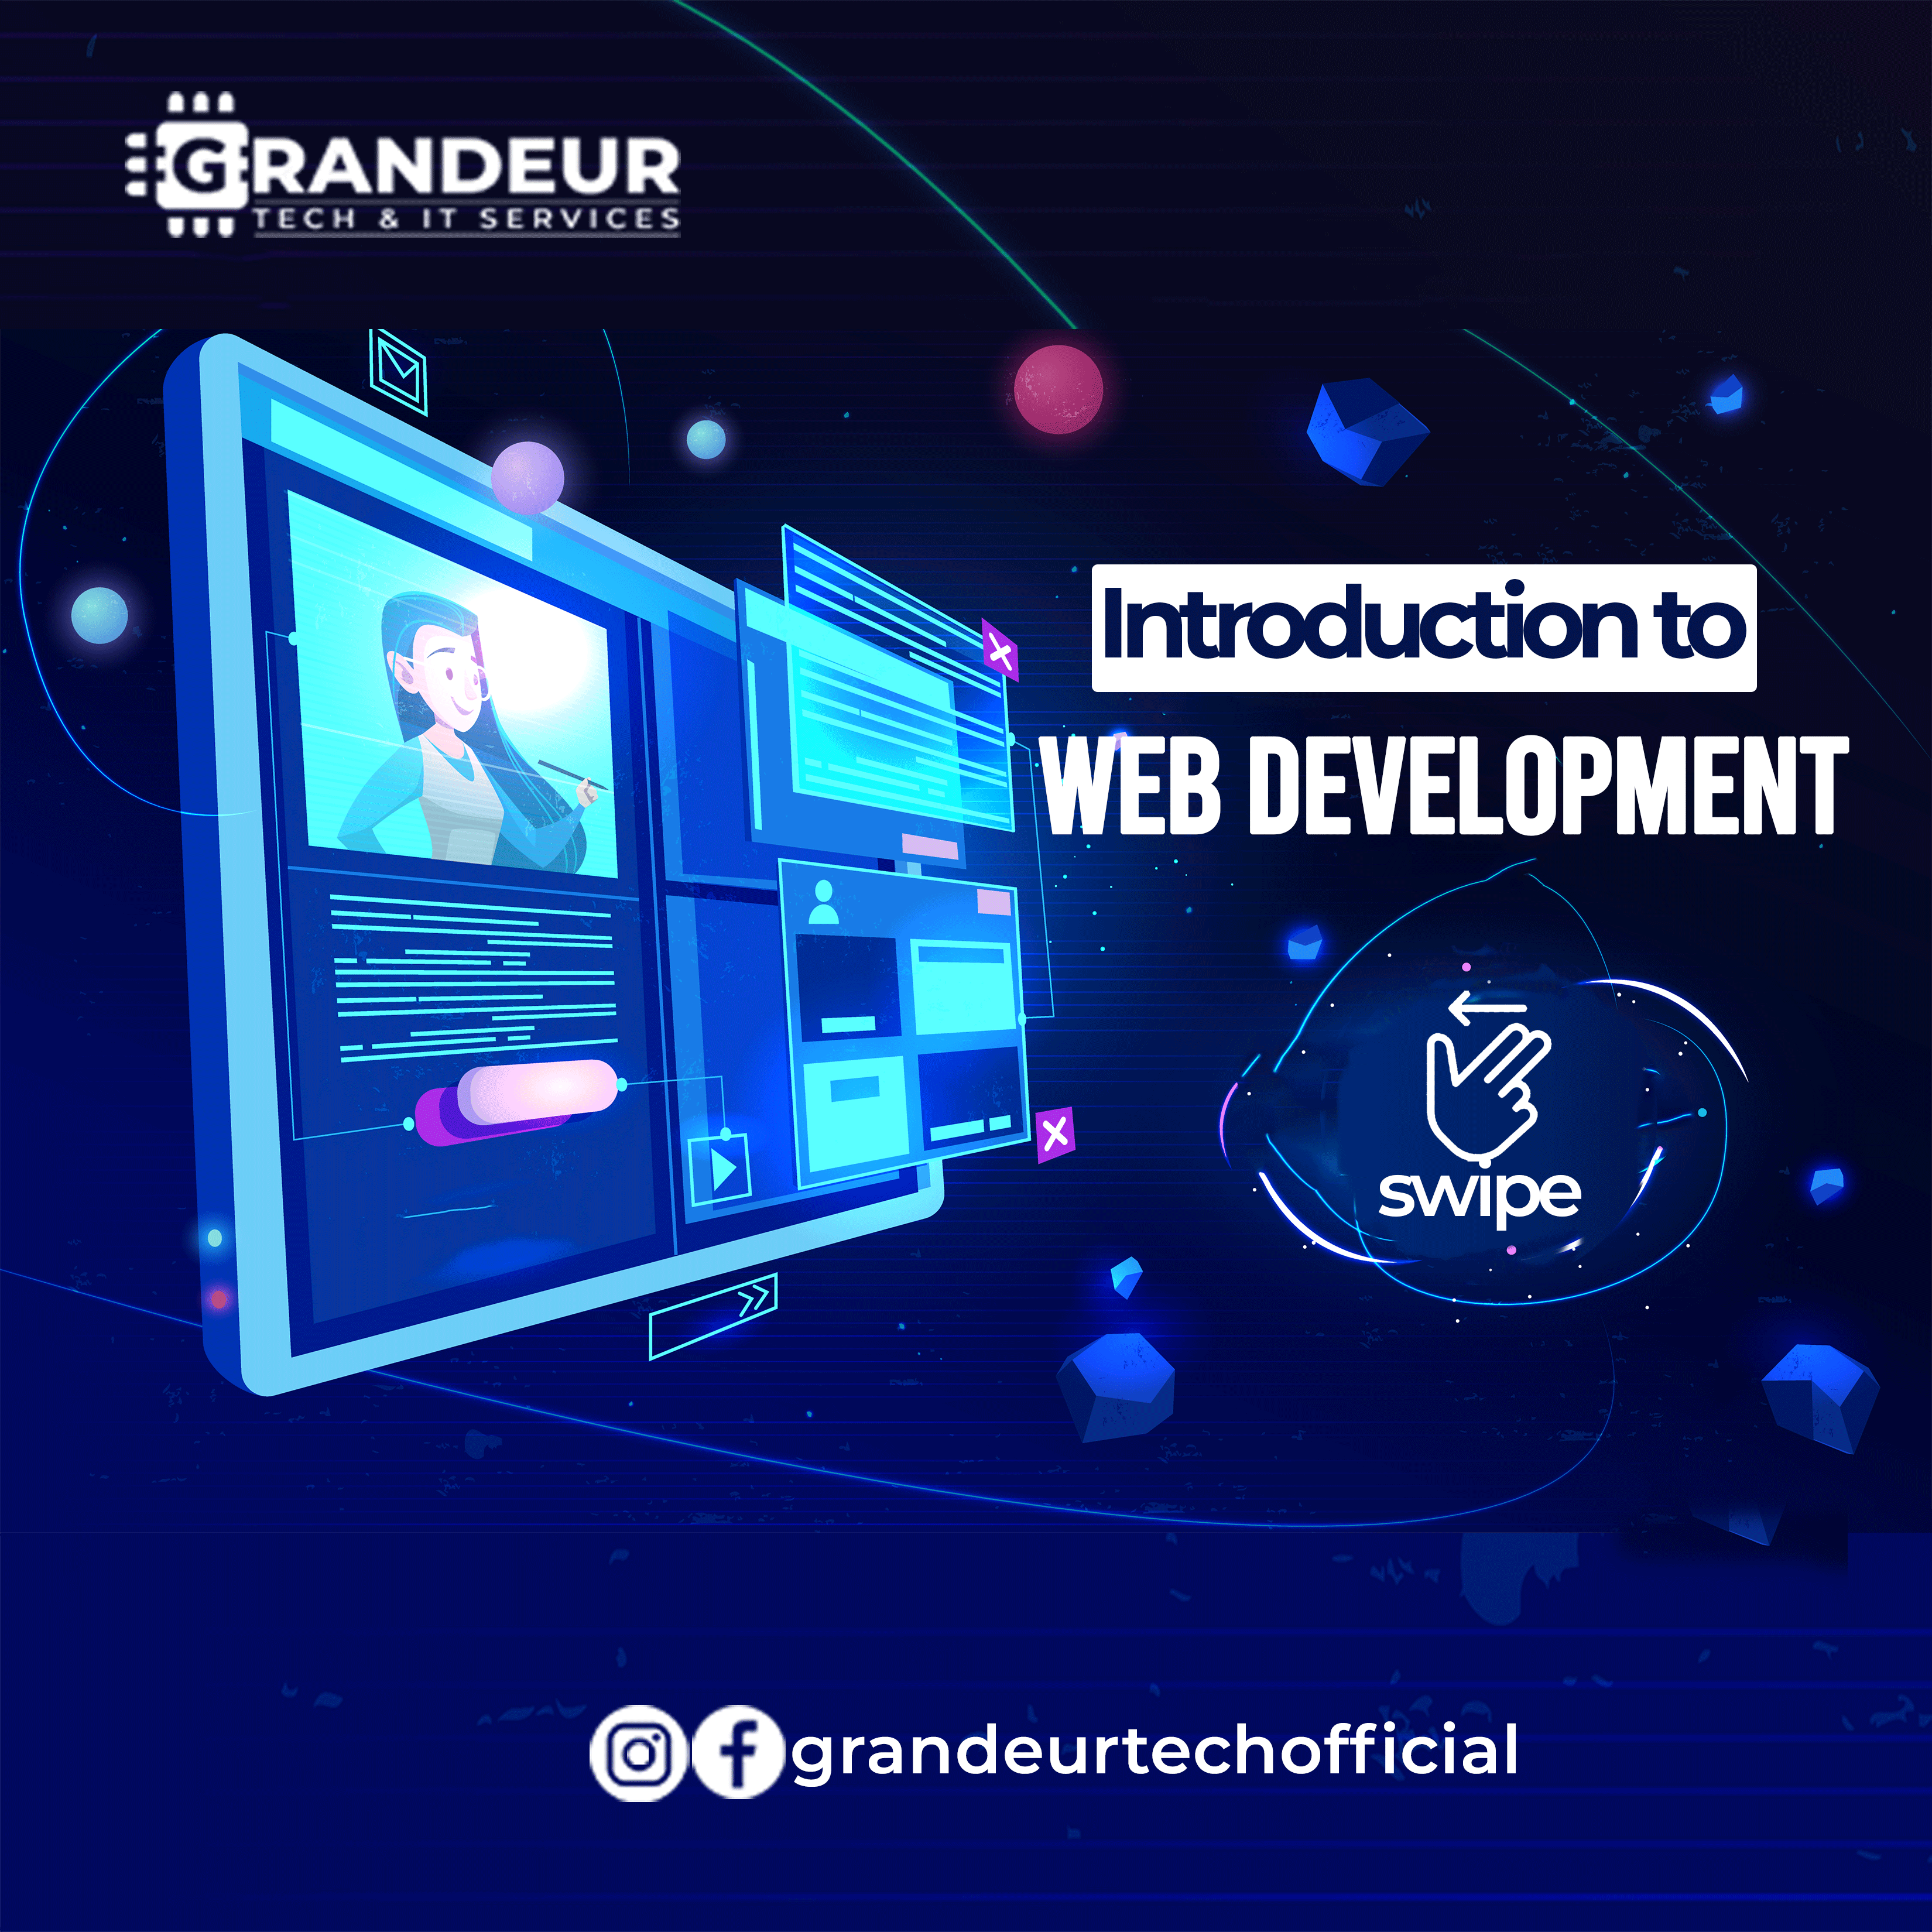 GRANDEUR
TECH & IT SERVICES
Introduction to
WEB DEVELOPMENT
swipe
grandeurtechofficial